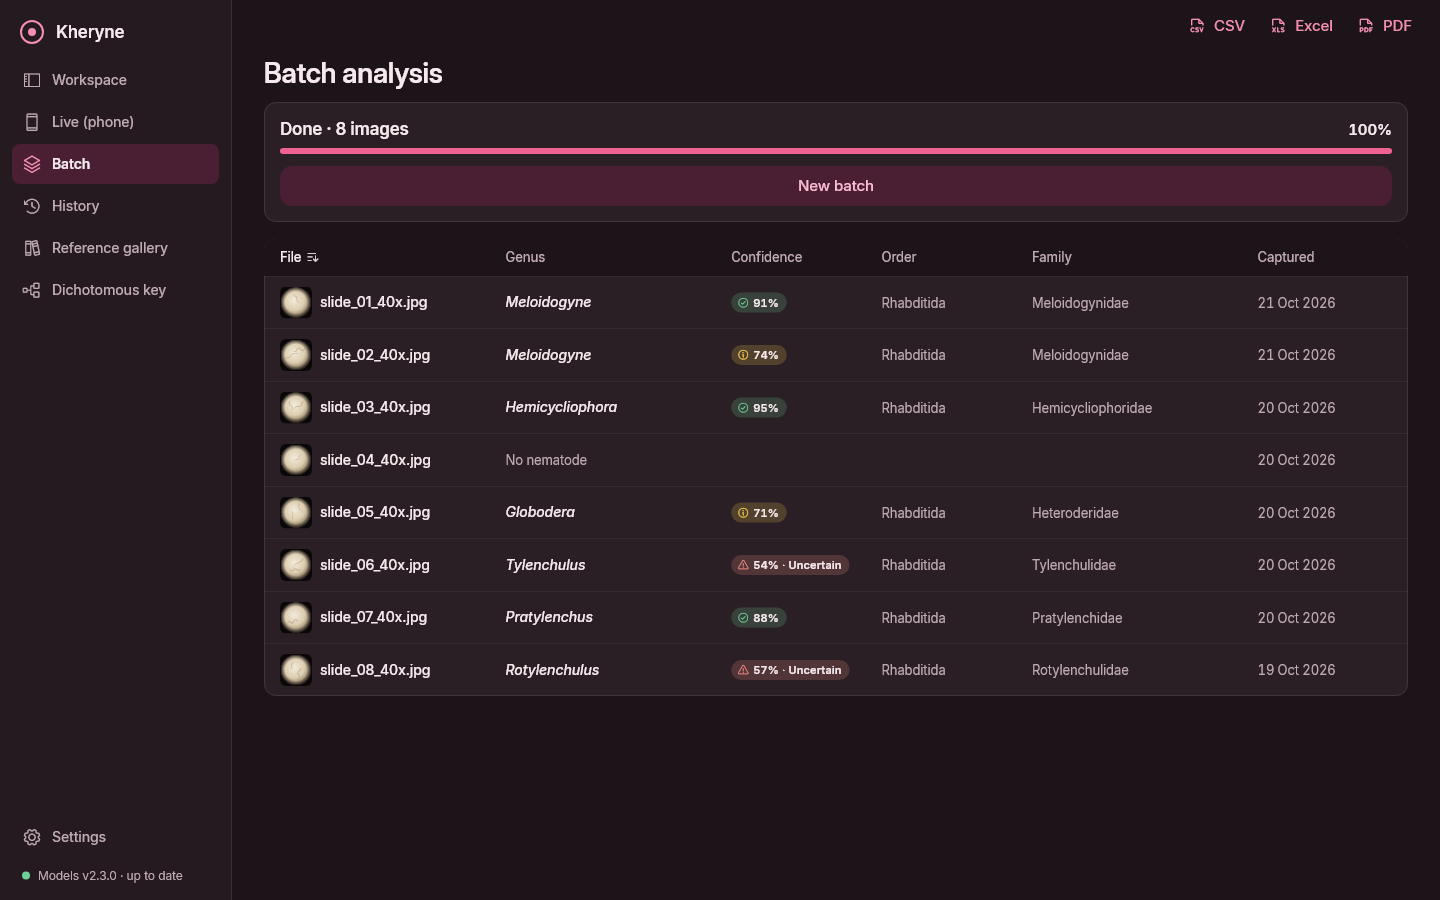 Kheryne
Workspace
Live (phone)
Batch
History
Reference gallery
Dichotomous key
Settings
Models v2.3.0 · up to date
CSV CSV XLS Excel PDF PDF
Batch analysis
Done · 8 images 100%
New batch
File Genus Confidence Order Family Captured
slide_01_40x.jpg Meloidogyne 91% Rhabditida Meloidogynidae 21 Oct 2026
slide_02_40x.jpg Meloidogyne 74% Rhabditida Meloidogynidae 21 Oct 2026
slide_03_40x.jpg Hemicycliophora 95% Rhabditida Hemicycliophoridae 20 Oct 2026
slide_04_40x.jpg No nematode 20 Oct 2026
slide_05_40x.jpg Globodera 71% Rhabditida Heteroderidae 20 Oct 2026
slide_06_40x.jpg Tylenchulus 54% · Uncertain Rhabditida Tylenchulidae 20 Oct 2026
slide_07_40x.jpg Pratylenchus 88% Rhabditida Pratylenchidae 20 Oct 2026
slide_08_40x.jpg Rotylenchulus 57% · Uncertain Rhabditida Rotylenchulidae 19 Oct 2026